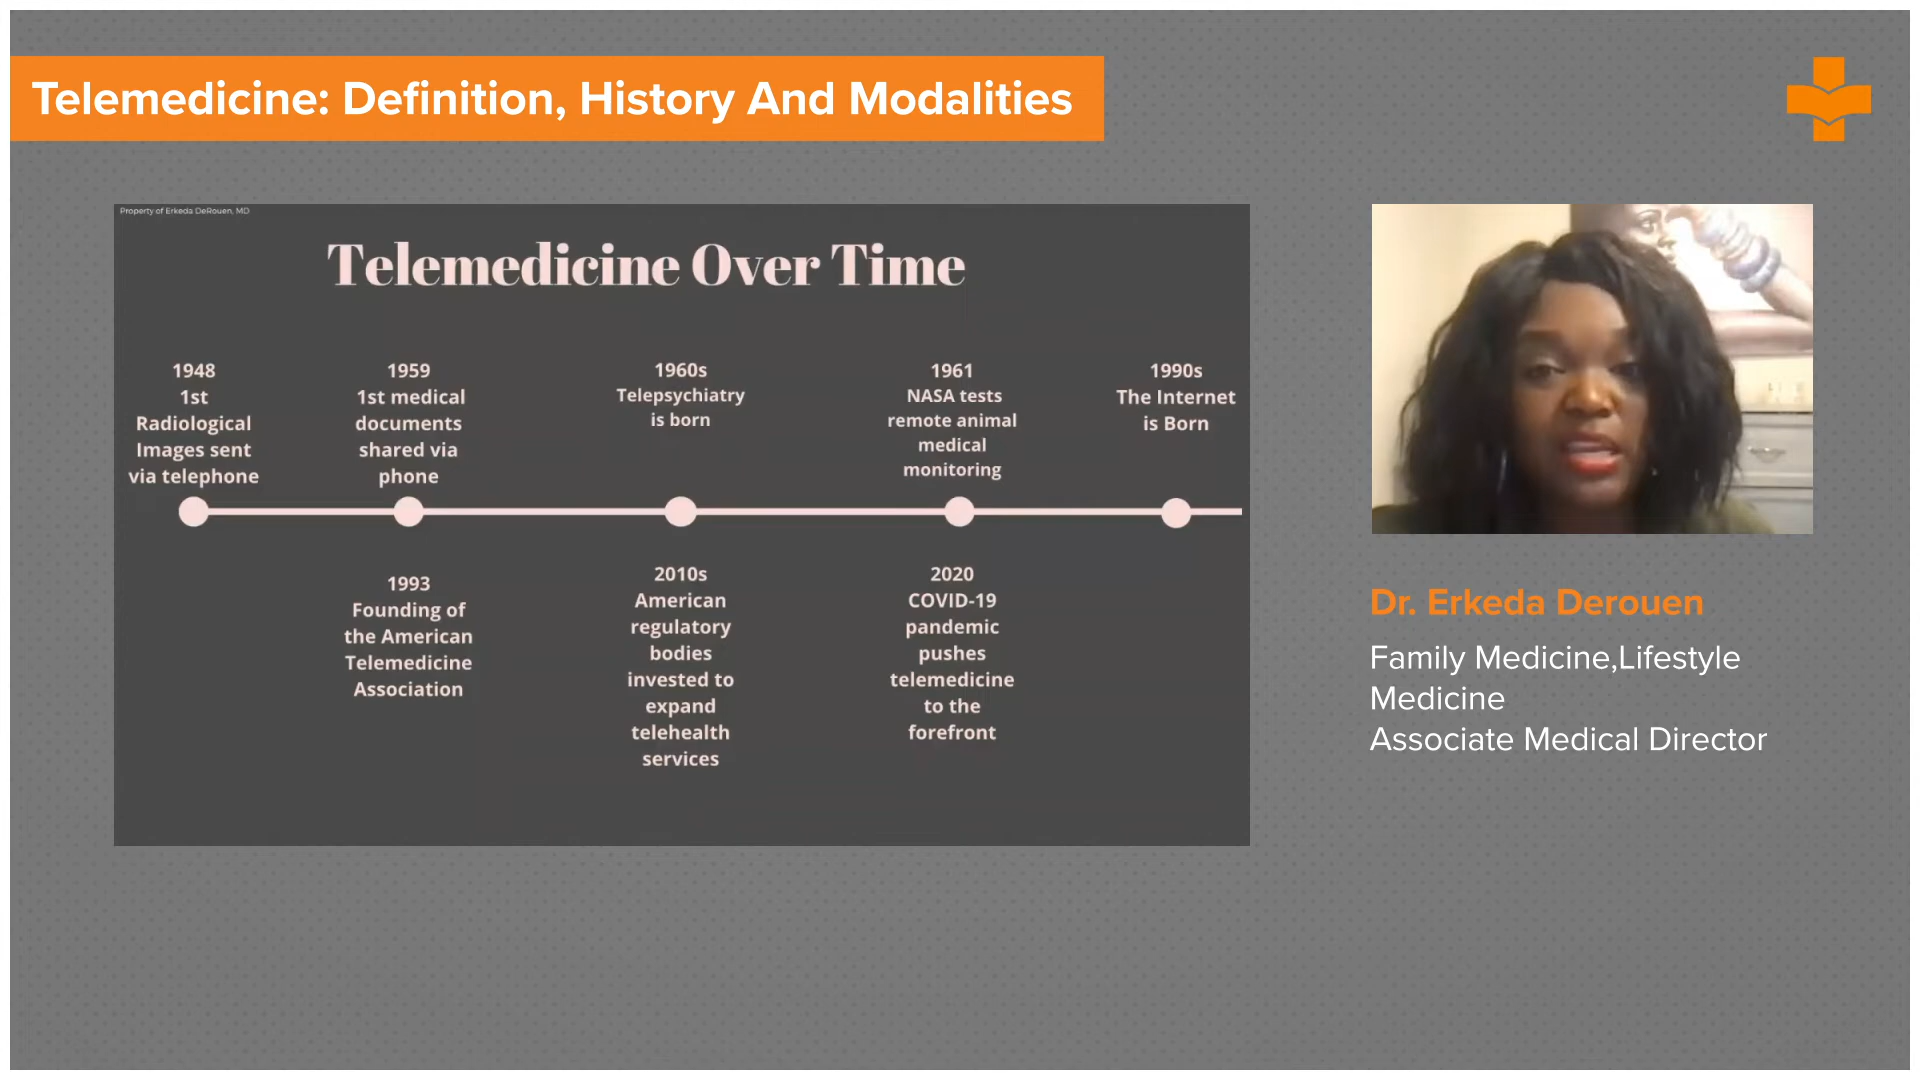 Telemedicine: Definition, History And Modalities
Property of Erkeda DeRouen, MD
Telemedicine Over Time
1948
1st
Radiological
Images sent
via telephone
1959
1st medical
documents
shared via
phone
1960s
Telepsychiatry
is born
1961
NASA tests
remote animal
medical
monitoring
1990s
The Internet
is Born
1993
Founding of
the American
Telemedicine
Association
2010s
American
regulatory
bodies
invested to
expand
telehealth
services
2020
COVID-19
pandemic
pushes
telemedicine
to the
forefront
Dr. Erkeda Derouen
Family Medicine,Lifestyle
Medicine
Associate Medical Director